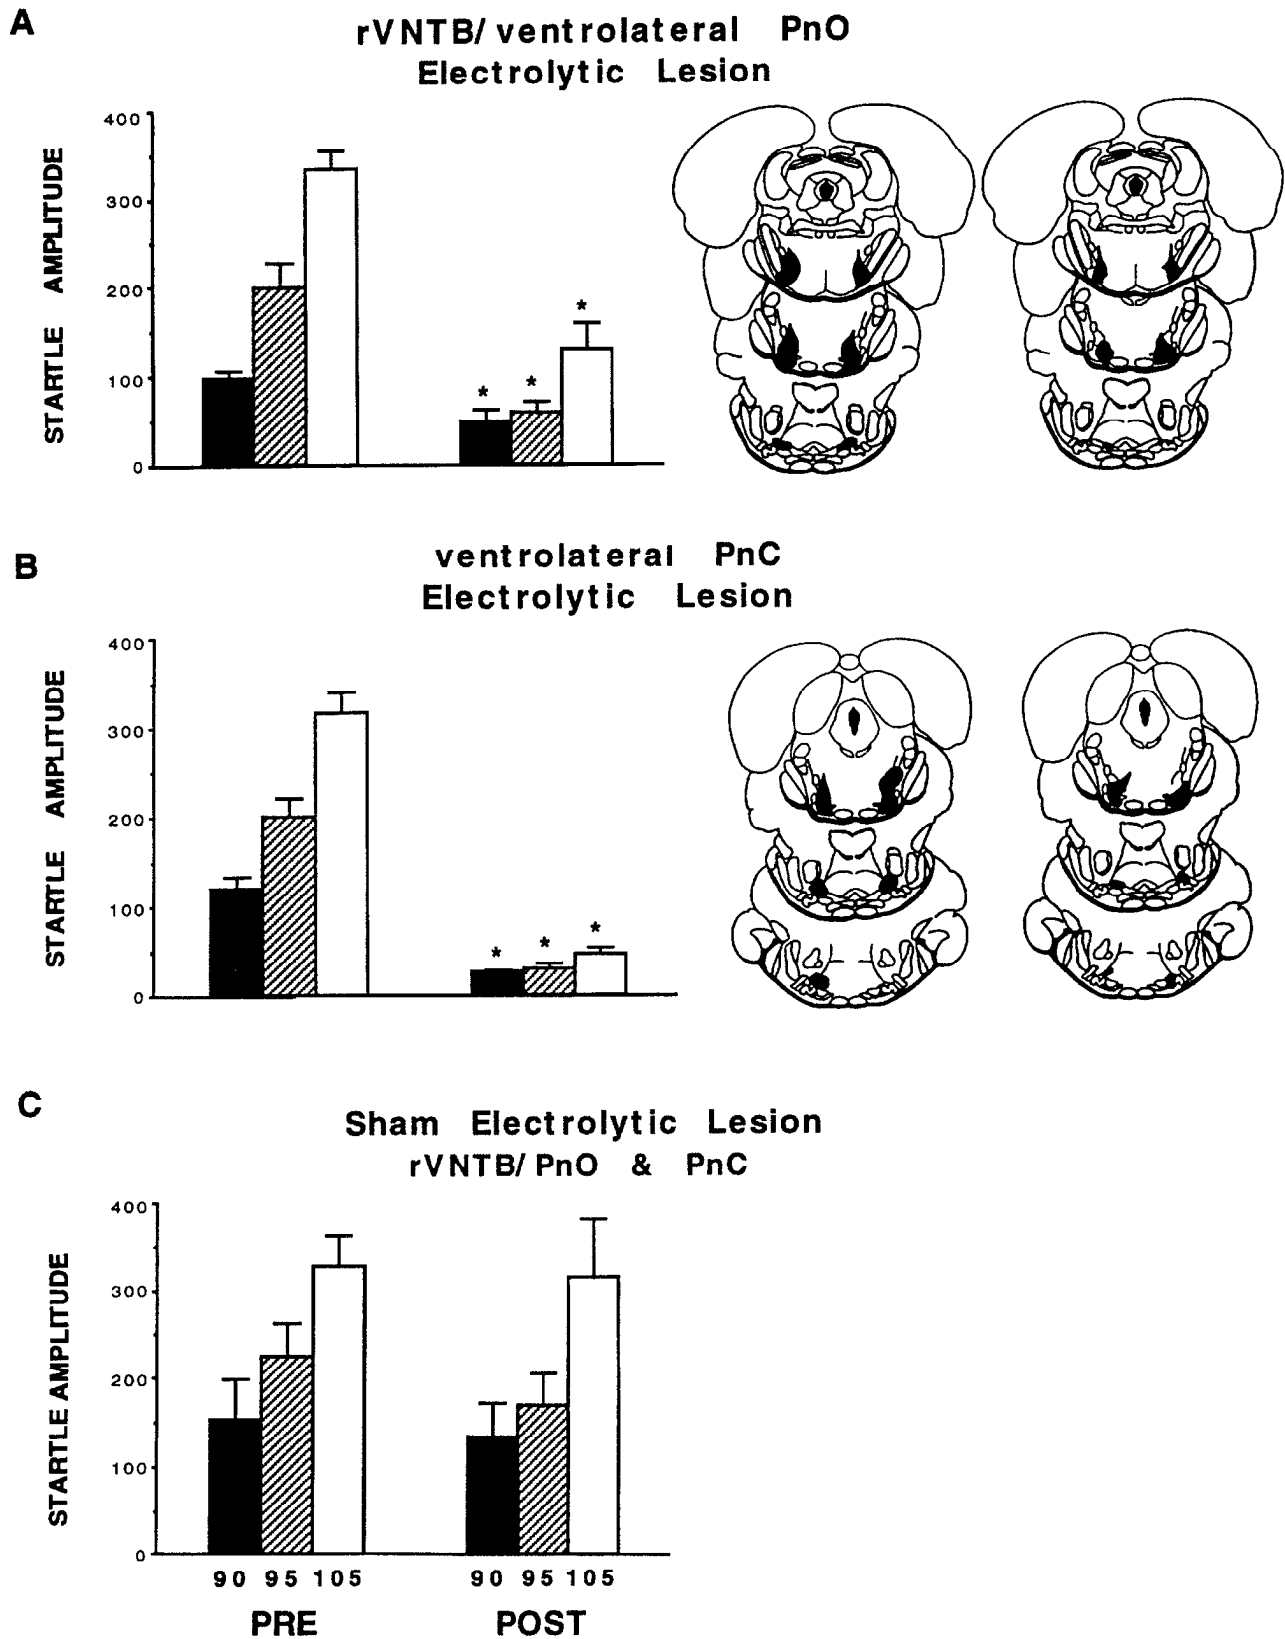 A
rVNTB/ventrolateral PnO
Electrolytic Lesion
STARTLE AMPLITUDE
400
300
200
100
0
*
*
*
B
ventrolateral PnC
Electrolytic Lesion
STARTLE AMPLITUDE
400
300
200
100
0
*
*
*
C
Sham Electrolytic Lesion
rVNTB/PnO & PnC
STARTLE AMPLITUDE
400
300
200
100
0
90 95 105
90 95 105
PRE
POST